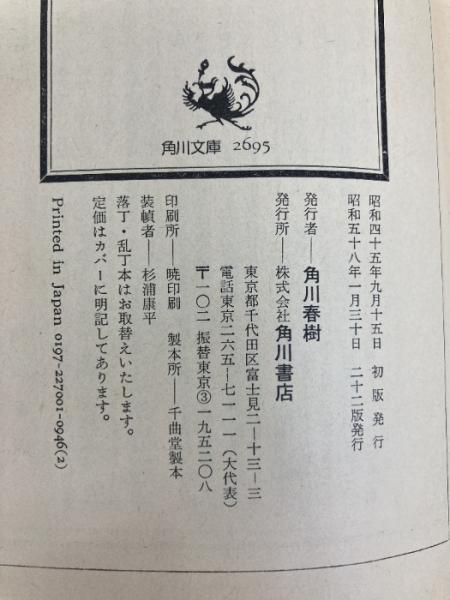 角川文庫 2695
昭和四十五年九月十五日 初版発行
昭和五十八年一月三十日 二十二版発行
発行者――角川春樹
発行所――株式会社角川書店
東京都千代田区富士見二―十三―三
電話東京二六五―七一一一(大代表)
〒一〇二 振替東京③一九五二〇八
印刷所――暁印刷 製本所――千曲堂製本
装幀者――杉浦康平
落丁・乱丁本はお取替えいたします。
定価はカバーに明記してあります。
Printed in Japan 0197-227001-0946(2)